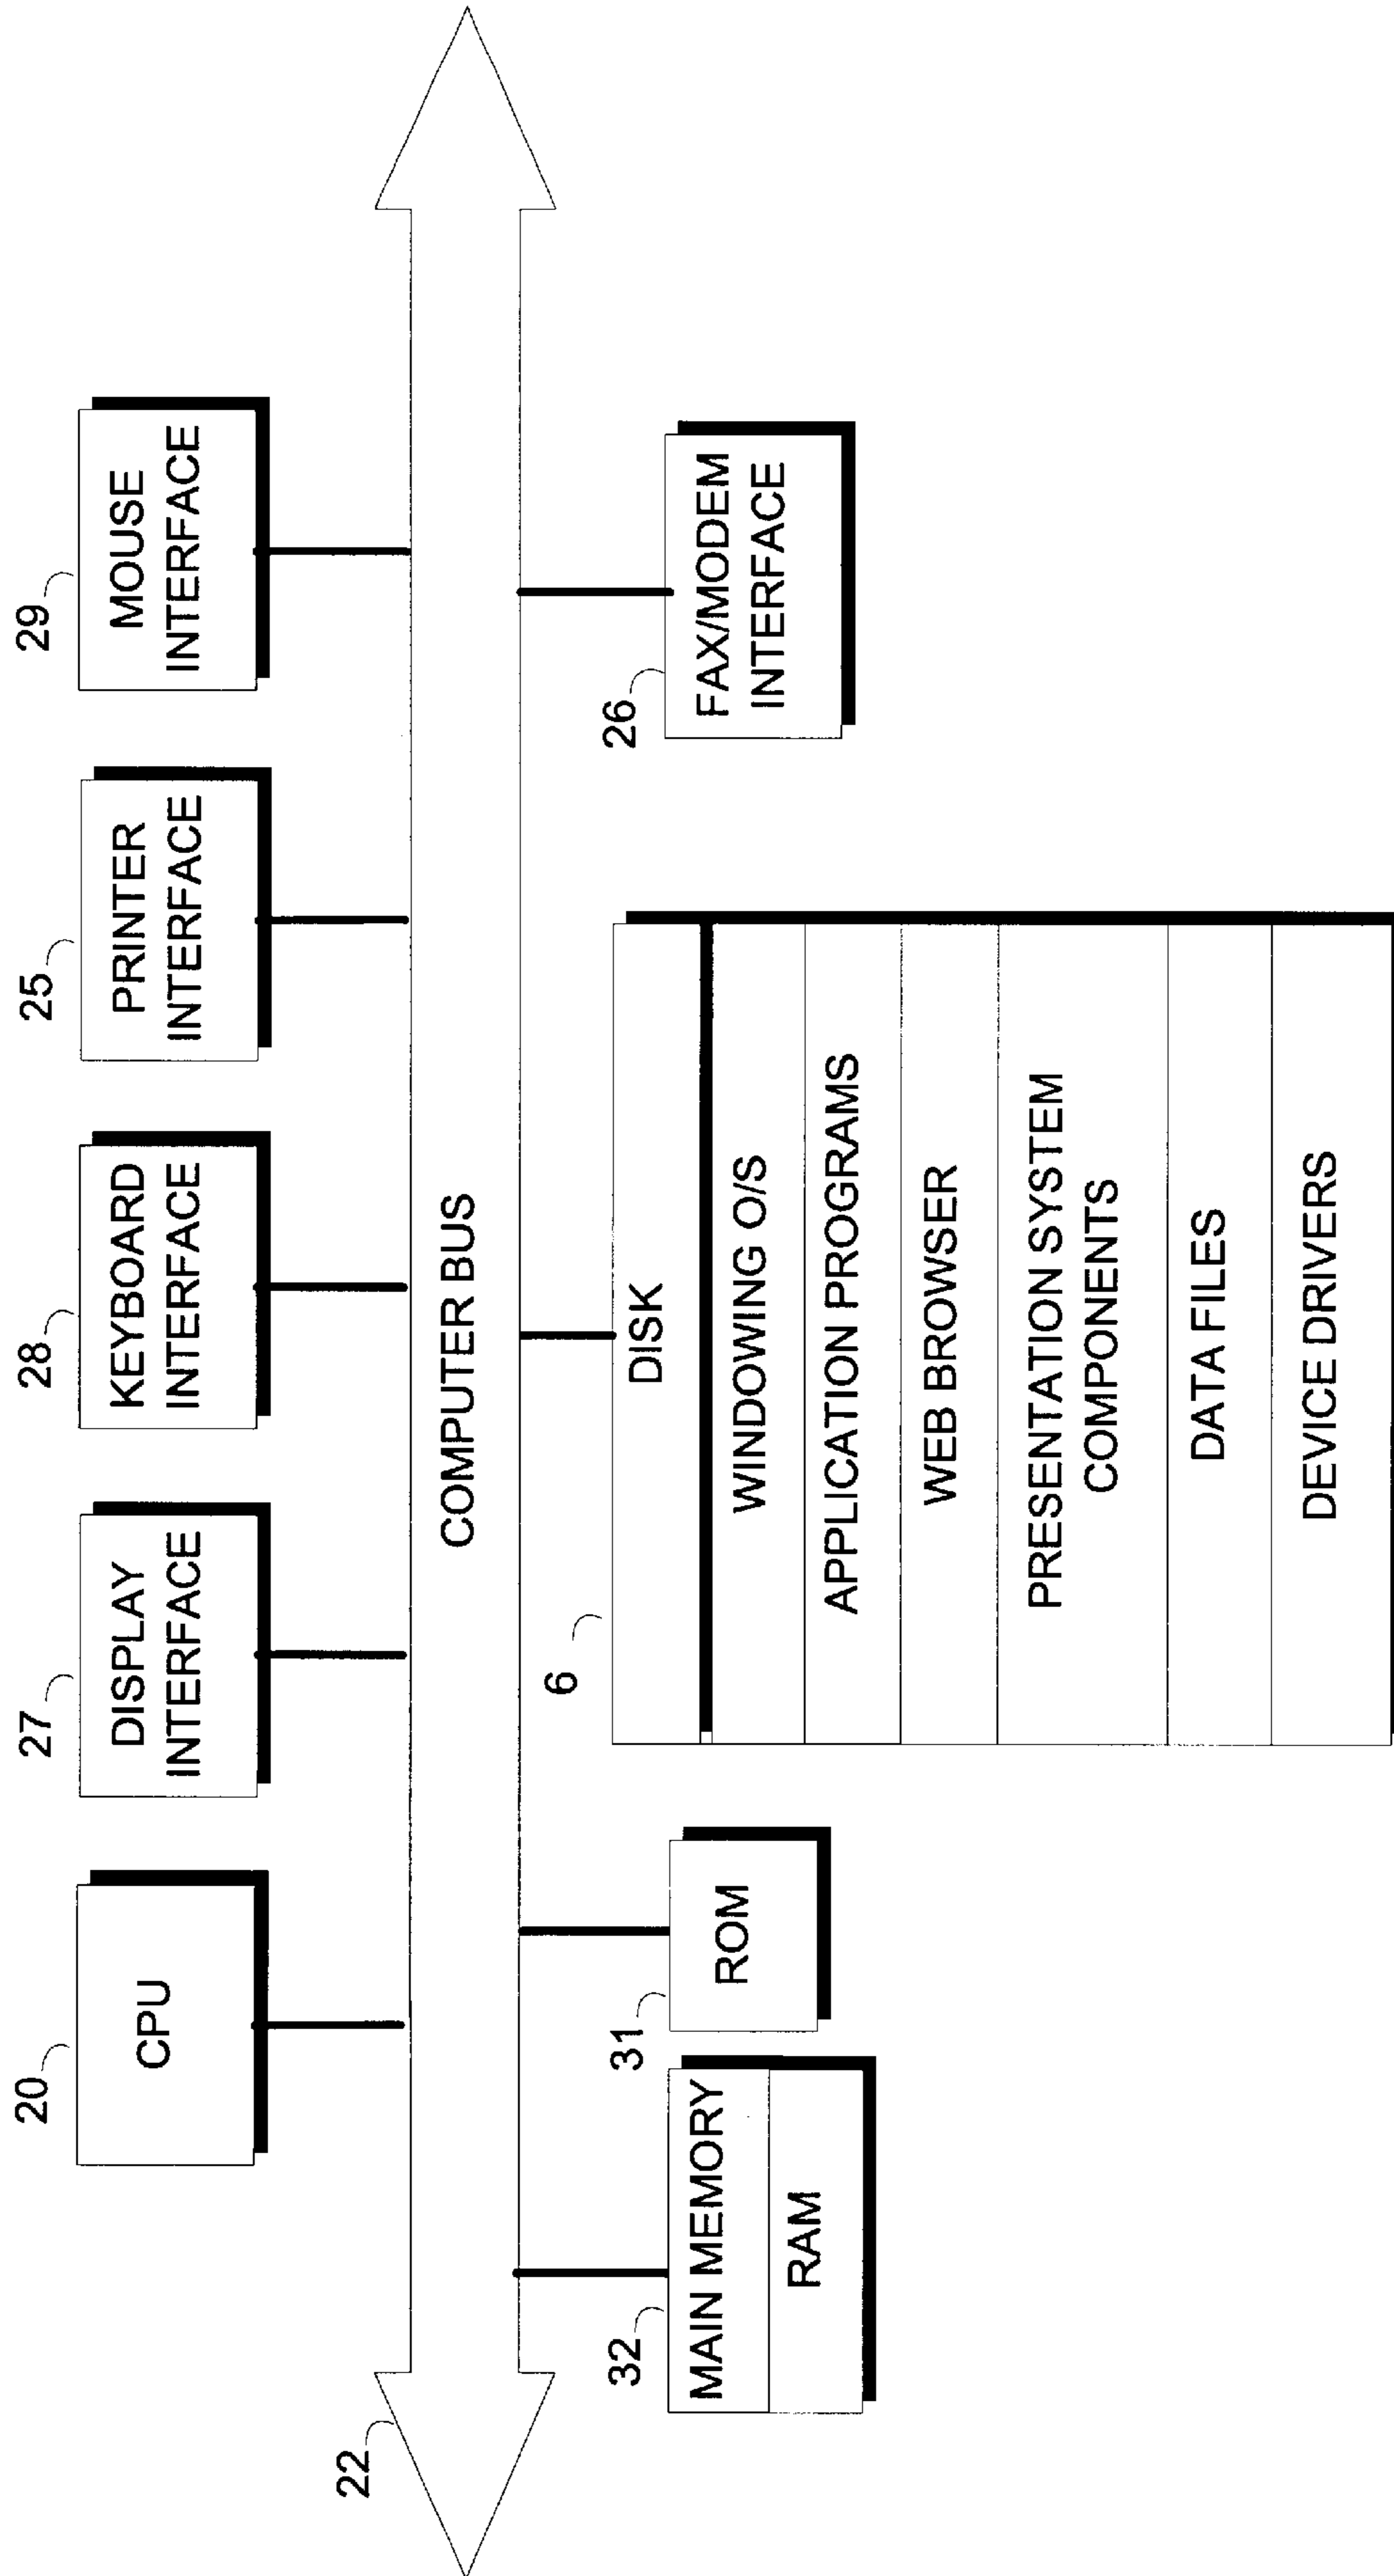 20
CPU
27
DISPLAY
INTERFACE
28
KEYBOARD
INTERFACE
25
PRINTER
INTERFACE
29
MOUSE
INTERFACE
22
COMPUTER BUS
32
MAIN MEMORY
RAM
31
ROM
6
DISK
WINDOWING O/S
APPLICATION PROGRAMS
WEB BROWSER
PRESENTATION SYSTEM
COMPONENTS
DATA FILES
DEVICE DRIVERS
26
FAX/MODEM
INTERFACE